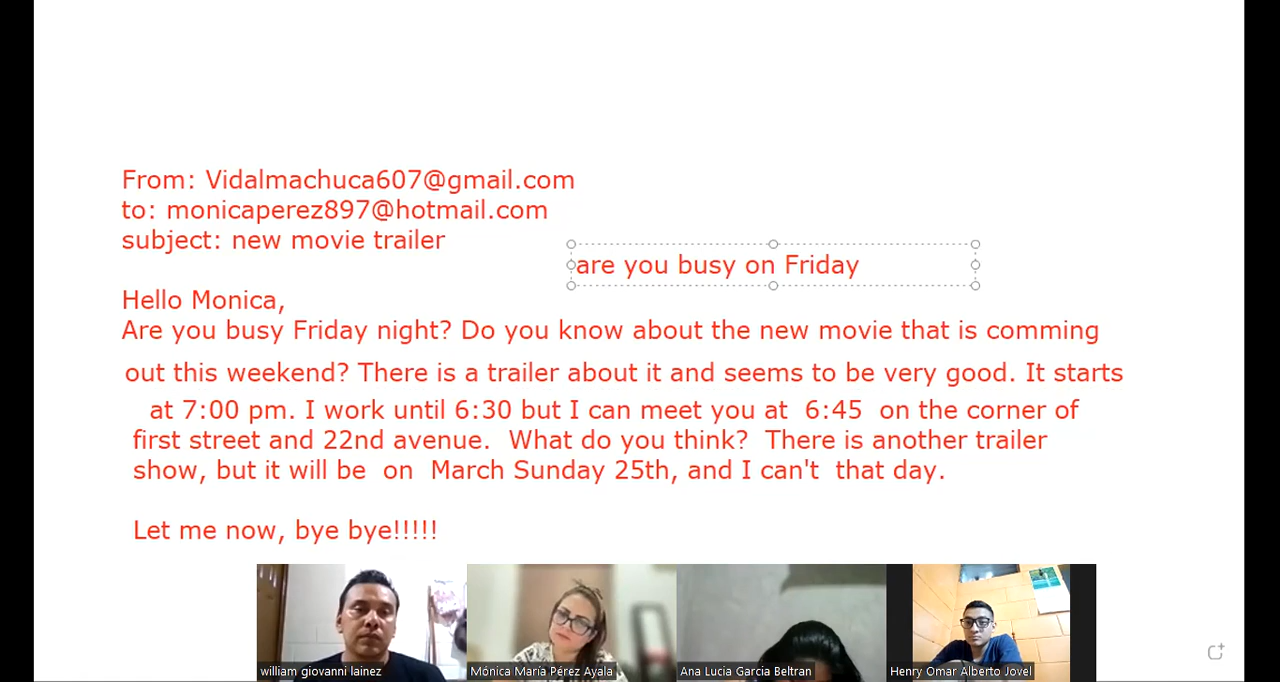 From: Vidalmachuca607@gmail.com
to: monicaperez897@hotmail.com
subject: new movie trailer
are you busy on Friday
Hello Monica,
Are you busy Friday night? Do you know about the new movie that is comming
out this weekend? There is a trailer about it and seems to be very good. It starts
at 7:00 pm. I work until 6:30 but I can meet you at 6:45 on the corner of
first street and 22nd avenue. What do you think? There is another trailer
show, but it will be on March Sunday 25th, and I can't that day.
Let me now, bye bye!!!!!
william giovanni lainez
Mónica María Pérez Ayala
Ana Lucia Garcia Beltran
Henry Omar Alberto Jovel